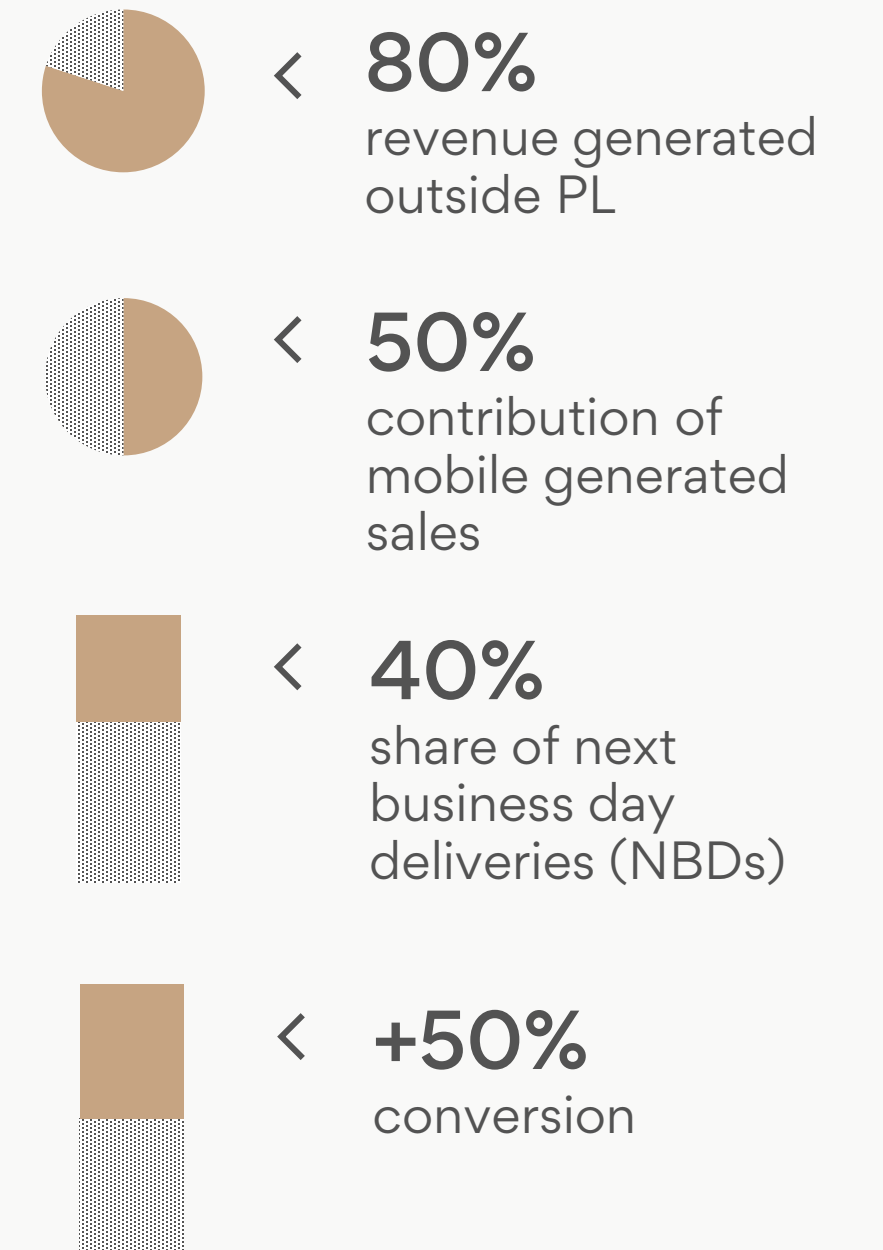 80%
revenue generated
outside PL
50%
contribution of
mobile generated
sales
40%
share of next
business day
deliveries (NBDs)
+50%
conversion